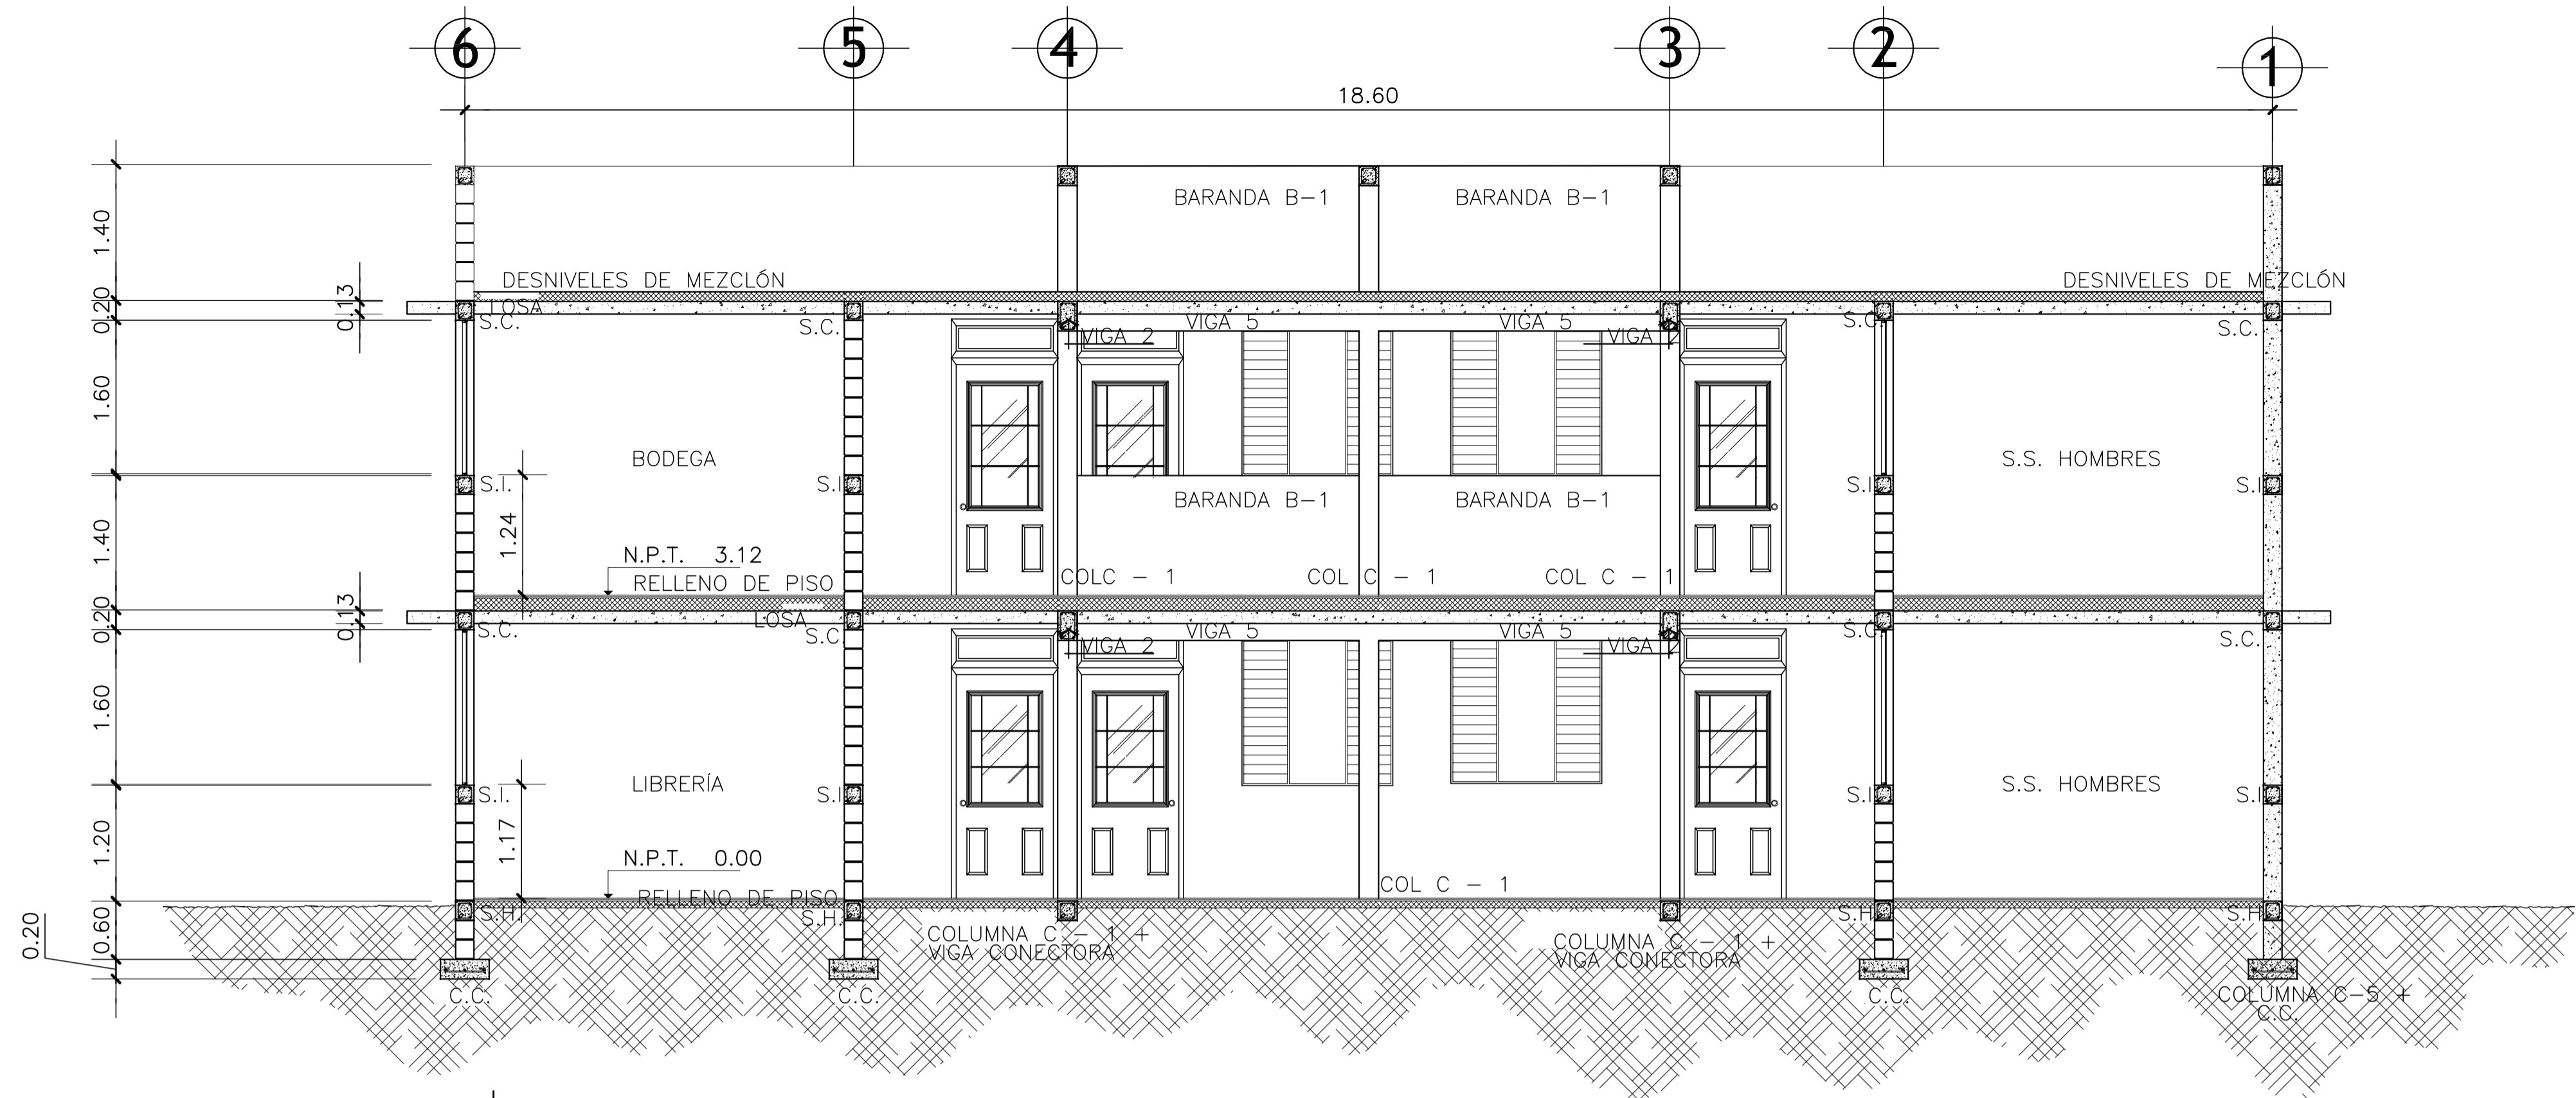 6 5 4 3 2 1
18.60
BARANDA B-1 BARANDA B-1
1.40
DESNIVELES DE MEZCLÓN DESNIVELES DE MEZCLÓN
0.20 0.13 LOSA
S.C. S.C. VIGA 5 VIGA 5 S.C. S.C.
VIGA 2 VIGA 2
1.60
BODEGA S.S. HOMBRES
S.I. S.I S.I S.I
BARANDA B-1 BARANDA B-1
1.40 1.24
N.P.T. 3.12
RELLENO DE PISO COLC - 1 COL C - 1 COL C - 1
0.20 0.13 LOSA
S.C. S.C. VIGA 5 VIGA 5 S.C. S.C.
VIGA 2 VIGA 2
1.60
LIBRERÍA S.S. HOMBRES
S.I. S.I S.I S.I
1.20 1.17
N.P.T. 0.00
RELLENO DE PISO COL C - 1
S.H. S.H. S.H S.H
0.20 0.60
COLUMNA C - 1 + COLUMNA C - 1 +
VIGA CONECTORA VIGA CONECTORA
C.C. C.C. C.C. COLUMNA C-5 +
C.C.